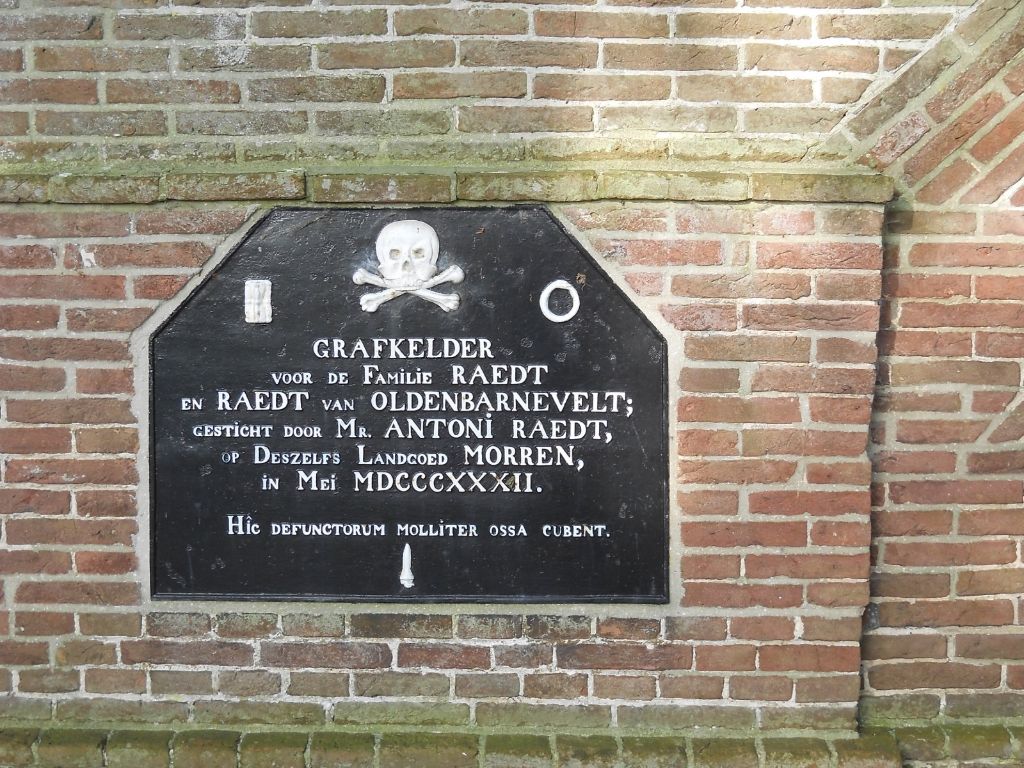 GRAFKELDER
VOOR DE FAMILIE RAEDT
EN RAEDT VAN OLDENBARNEVELT;
GESTICHT DOOR MR. ANTONI RAEDT,
OP DESZELFS LANDGOED MORREN,
IN MEI MDCCCXXXII.
HÎC DEFUNCTORUM MOLLITER OSSA CUBENT.